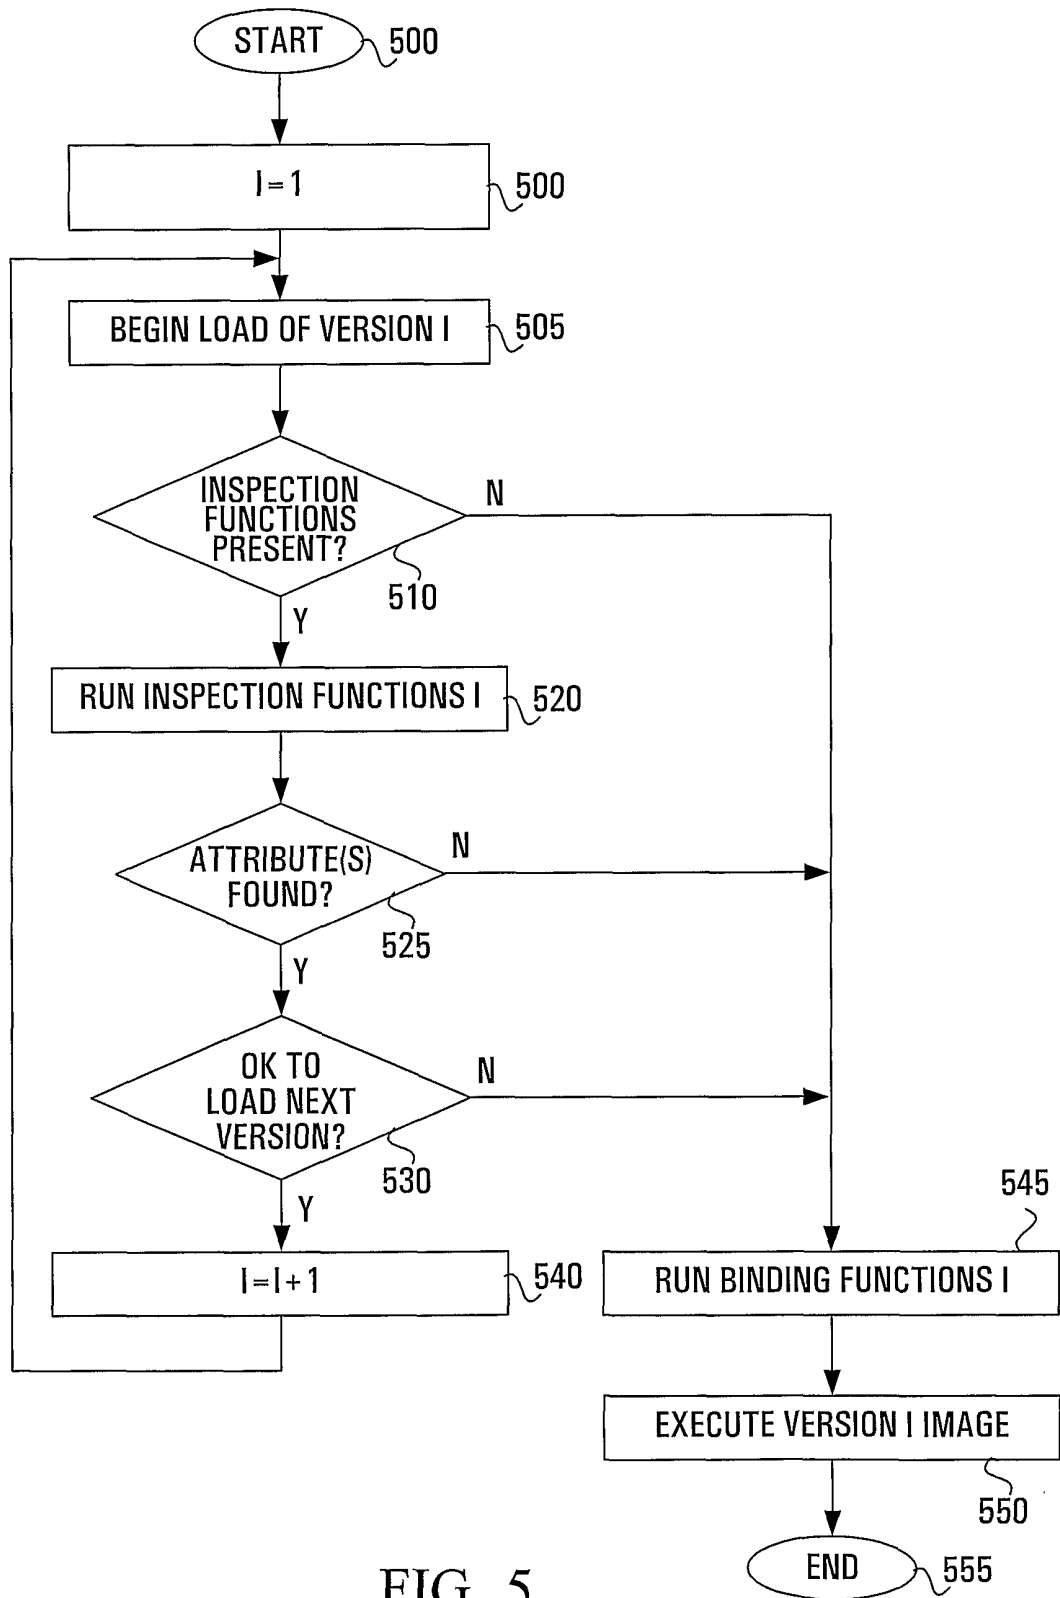 START
500
I = 1
500
BEGIN LOAD OF VERSION I
505
INSPECTION
FUNCTIONS
PRESENT?
N
510
Y
RUN INSPECTION FUNCTIONS I
520
ATTRIBUTE(S)
FOUND?
N
525
Y
OK TO
LOAD NEXT
VERSION?
N
530
Y
I = I + 1
540
545
RUN BINDING FUNCTIONS I
EXECUTE VERSION I IMAGE
550
END
555
FIG. 5